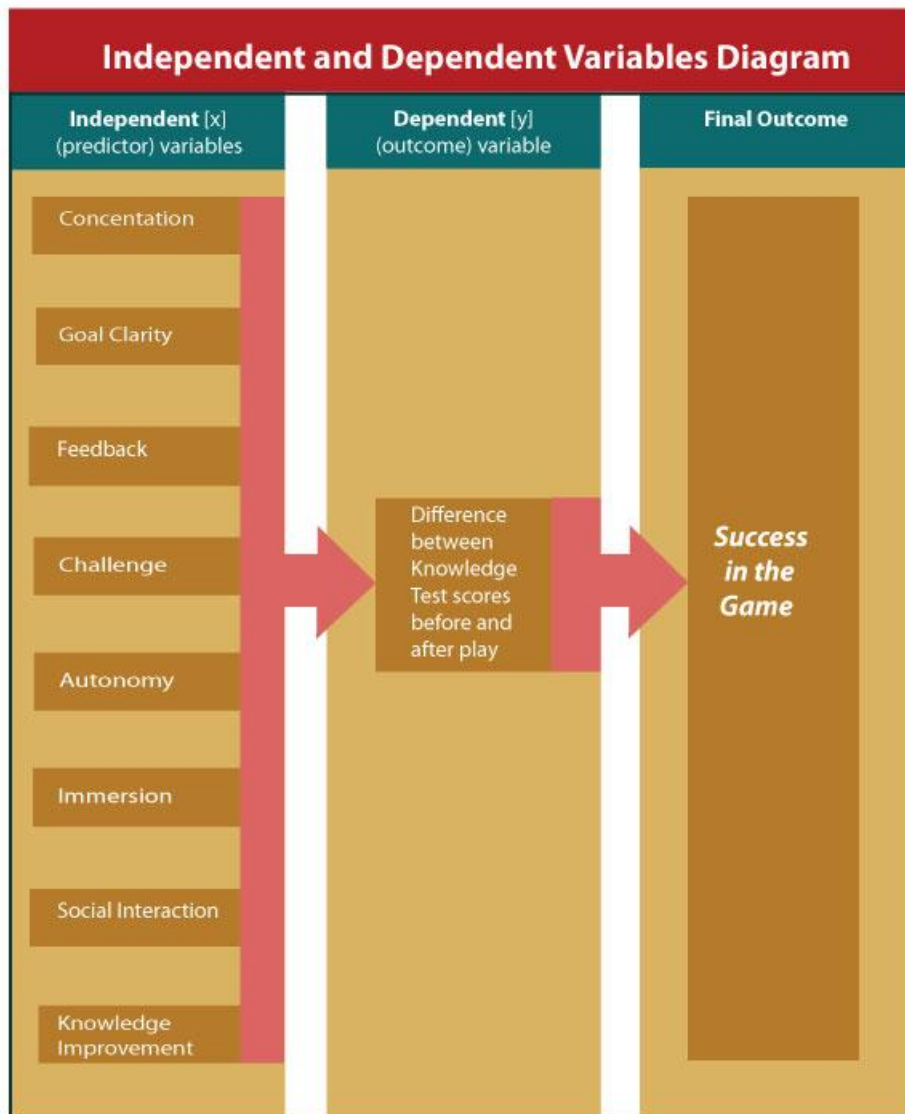 Independent and Dependent Variables Diagram
Independent [x]
(predictor) variables
Dependent [y]
(outcome) variable
Final Outcome
Concentation
Goal Clarity
Feedback
Challenge
Autonomy
Immersion
Social Interaction
Knowledge
Improvement
Difference
between
Knowledge
Test scores
before and
after play
Success
in the
Game